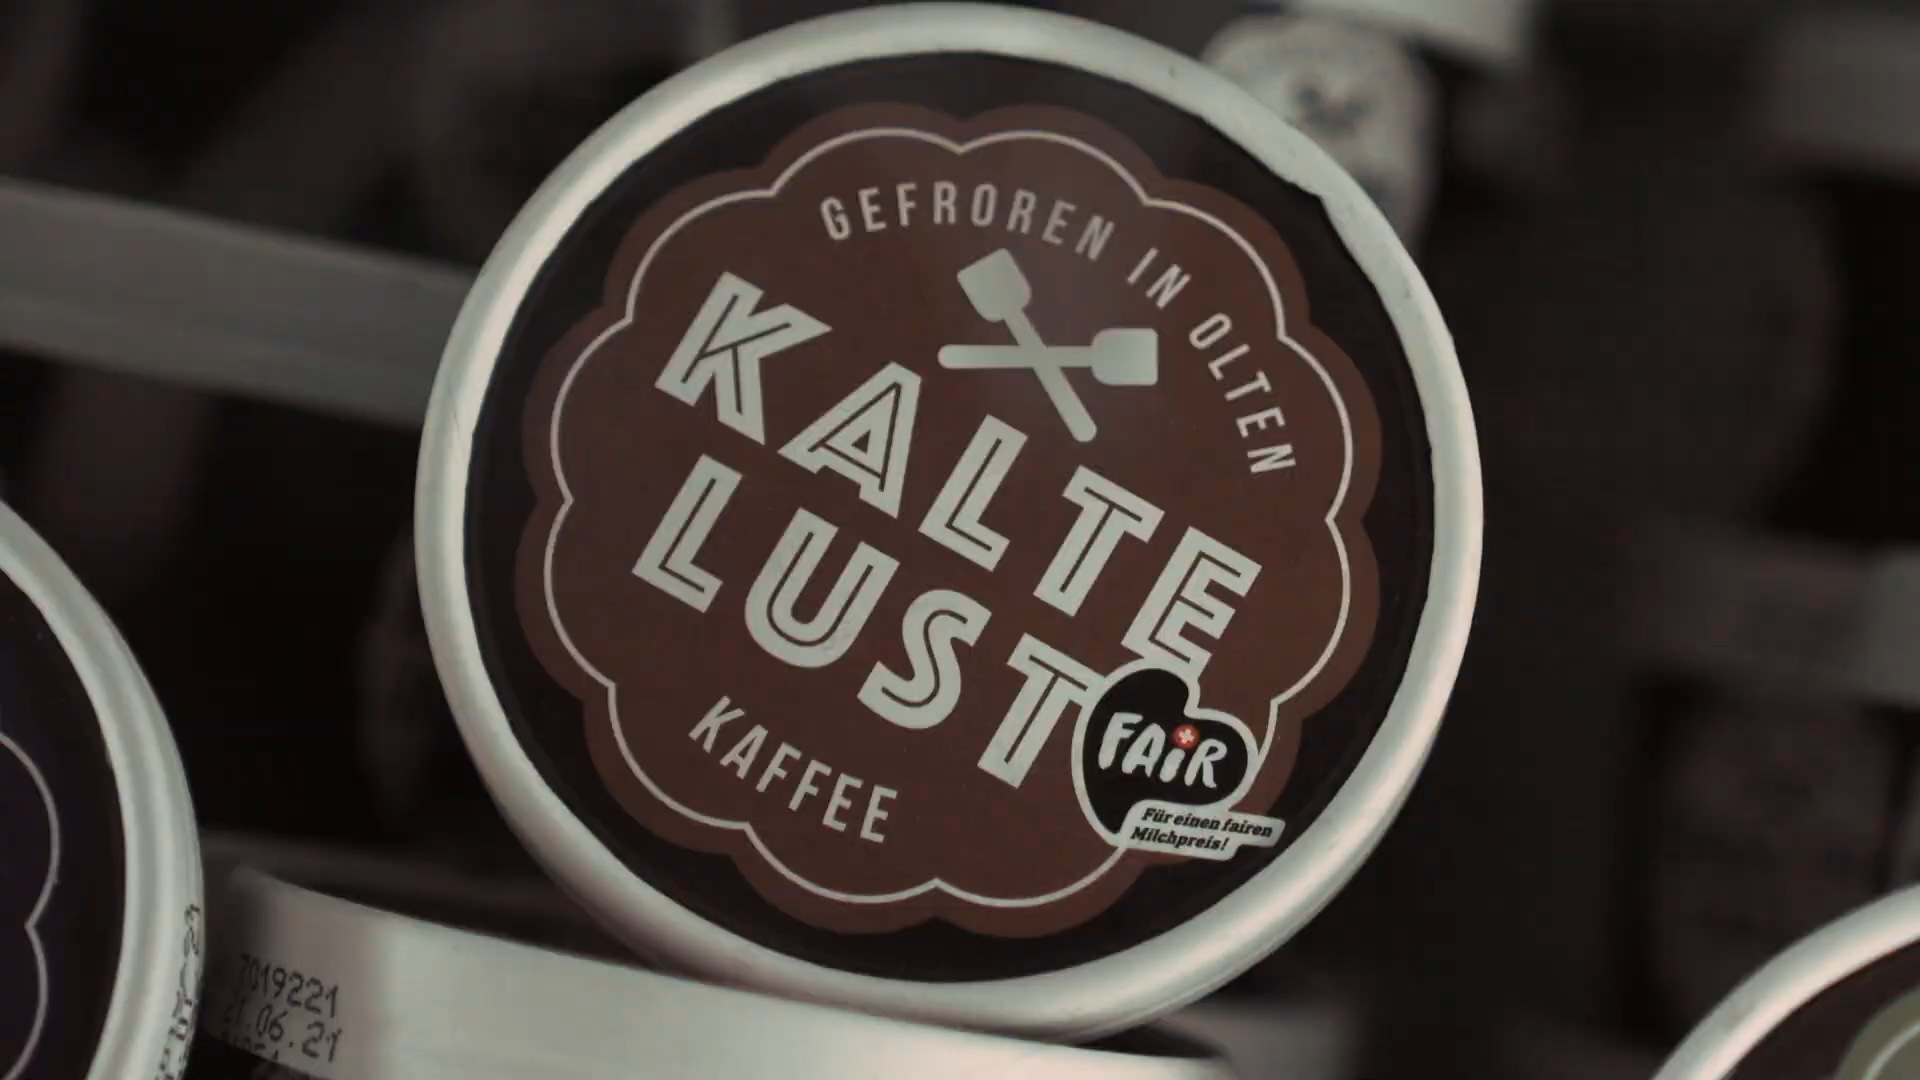 GEFROREN IN OLTEN
KALTE
LUST
KAFFEE
FAiR
Für einen fairen
Milchpreis!
7019221
21.06.21